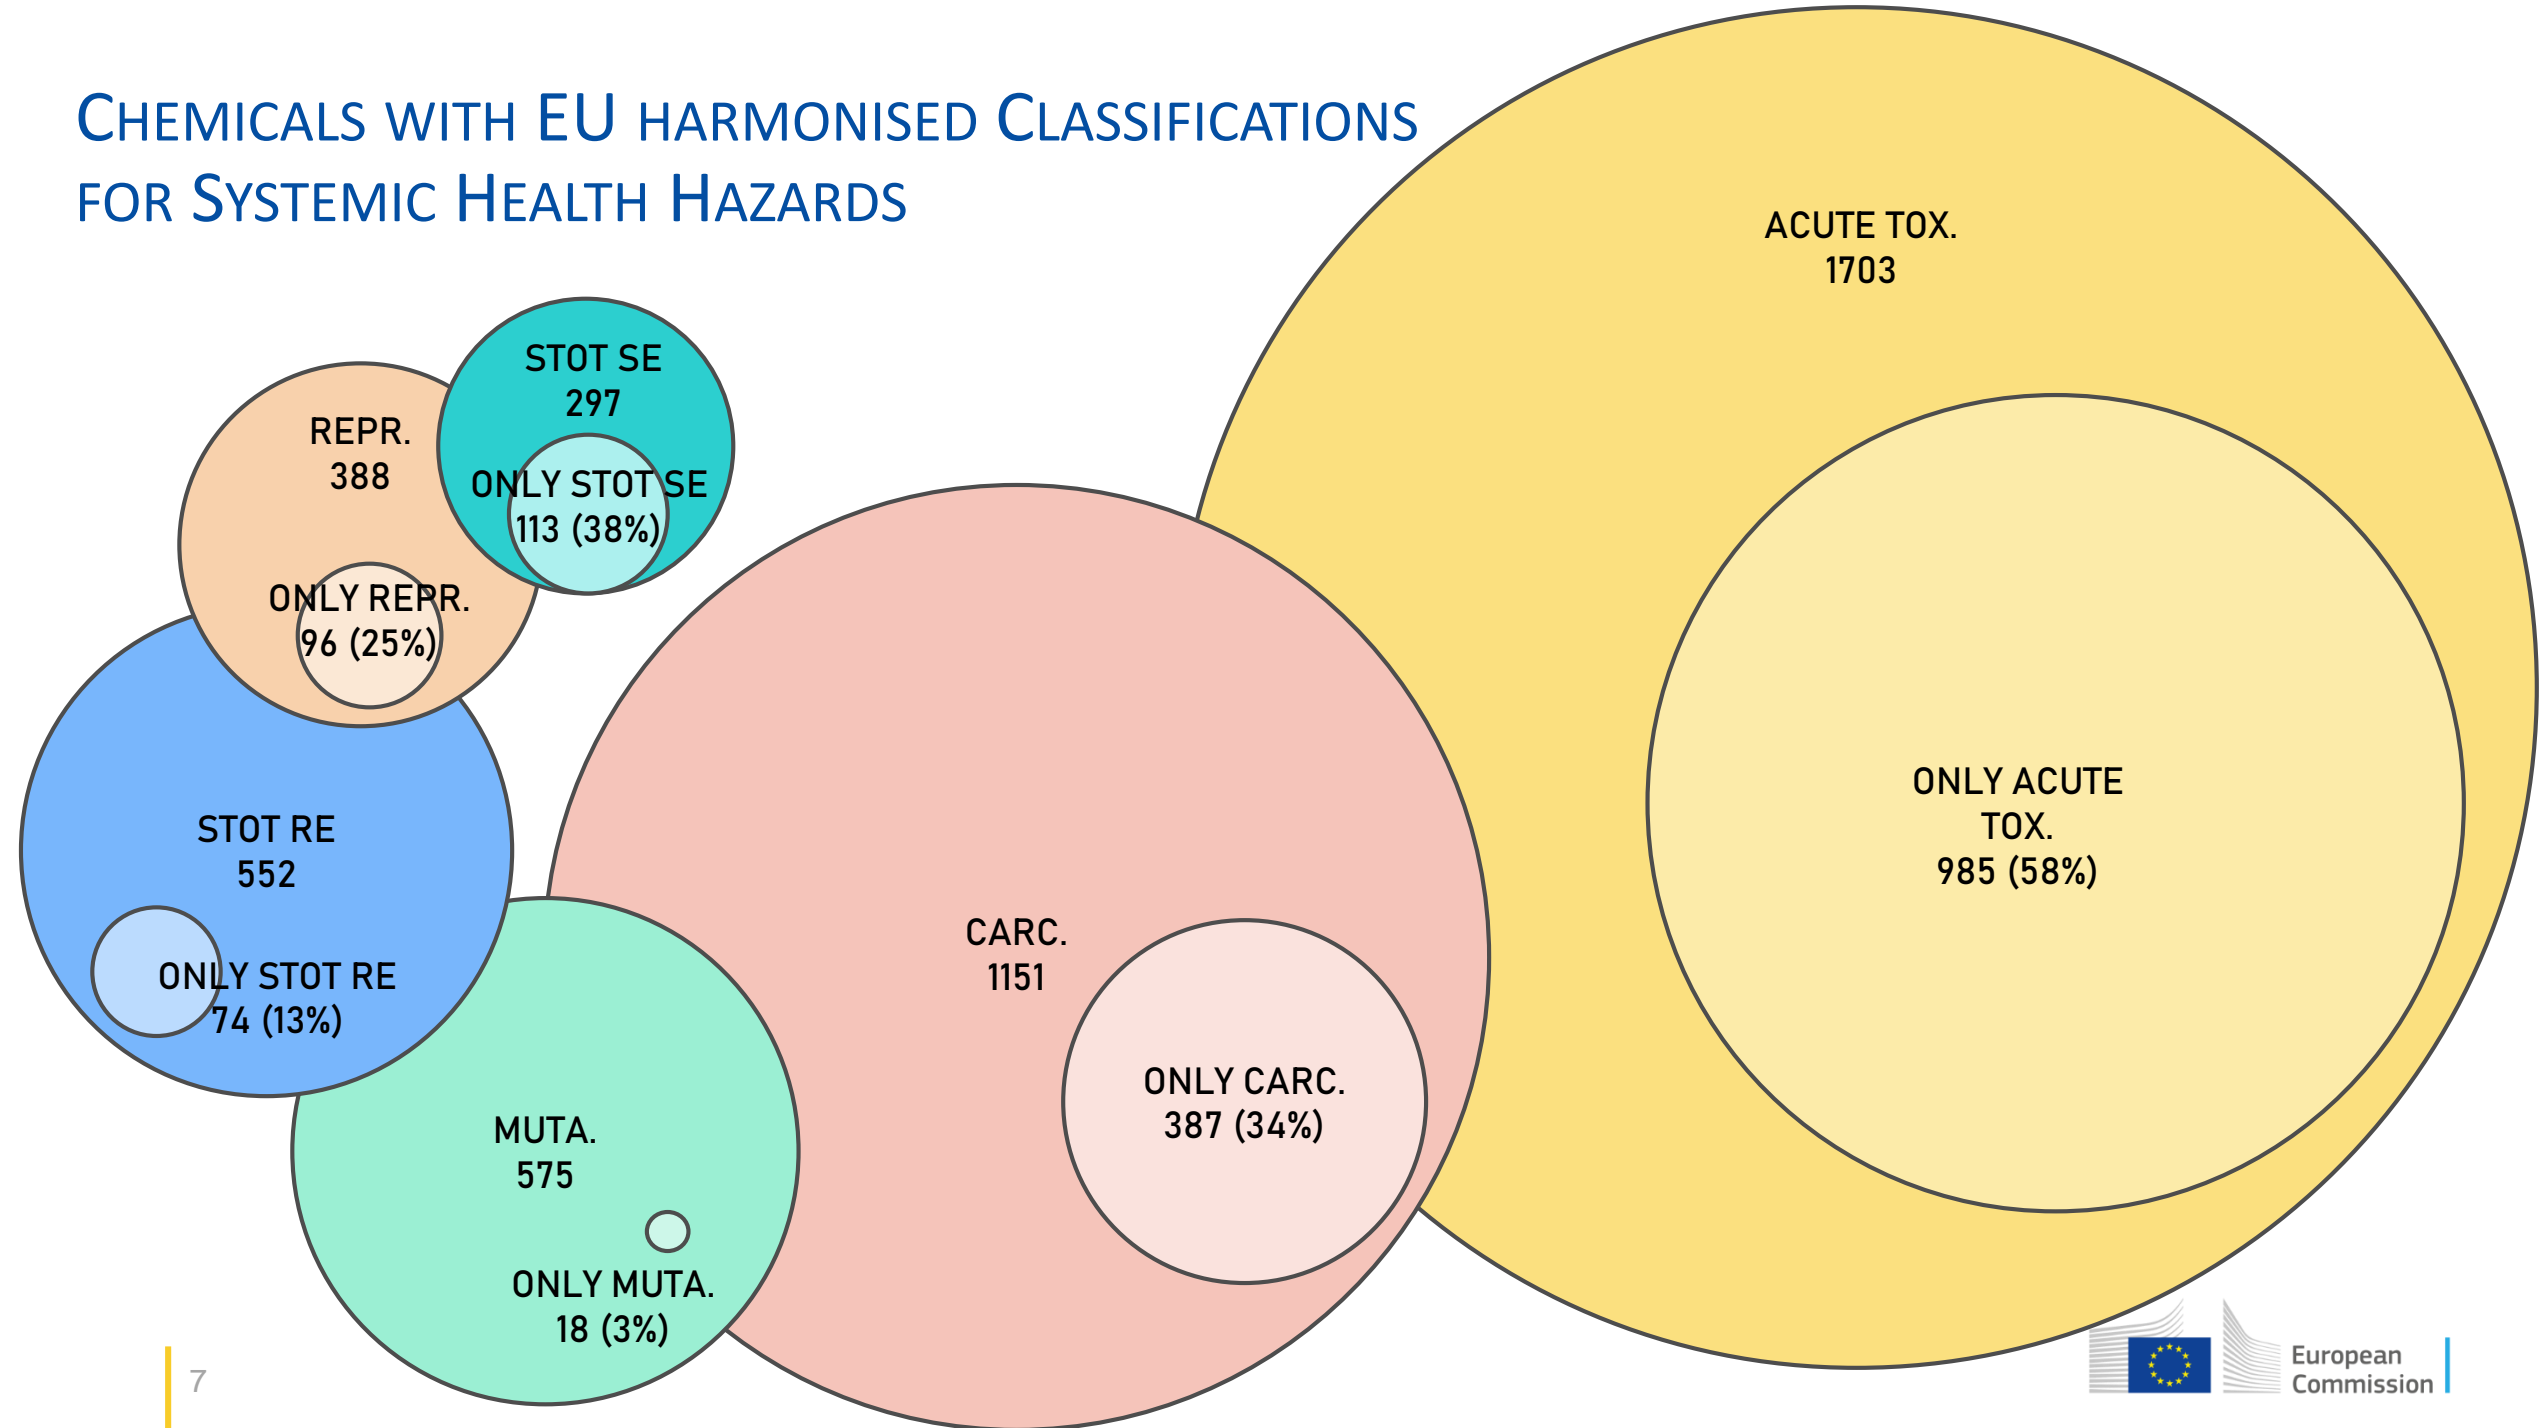 CHEMICALS WITH EU HARMONISED CLASSIFICATIONS
FOR SYSTEMIC HEALTH HAZARDS
ACUTE TOX.
1703
STOT SE
297
ONLY STOT SE
113 (38%)
REPR.
388
ONLY REPR.
96 (25%)
STOT RE
552
ONLY STOT RE
74 (13%)
MUTA.
575
ONLY MUTA.
18 (3%)
CARC.
1151
ONLY CARC.
387 (34%)
ONLY ACUTE
TOX.
985 (58%)
7
European
Commission